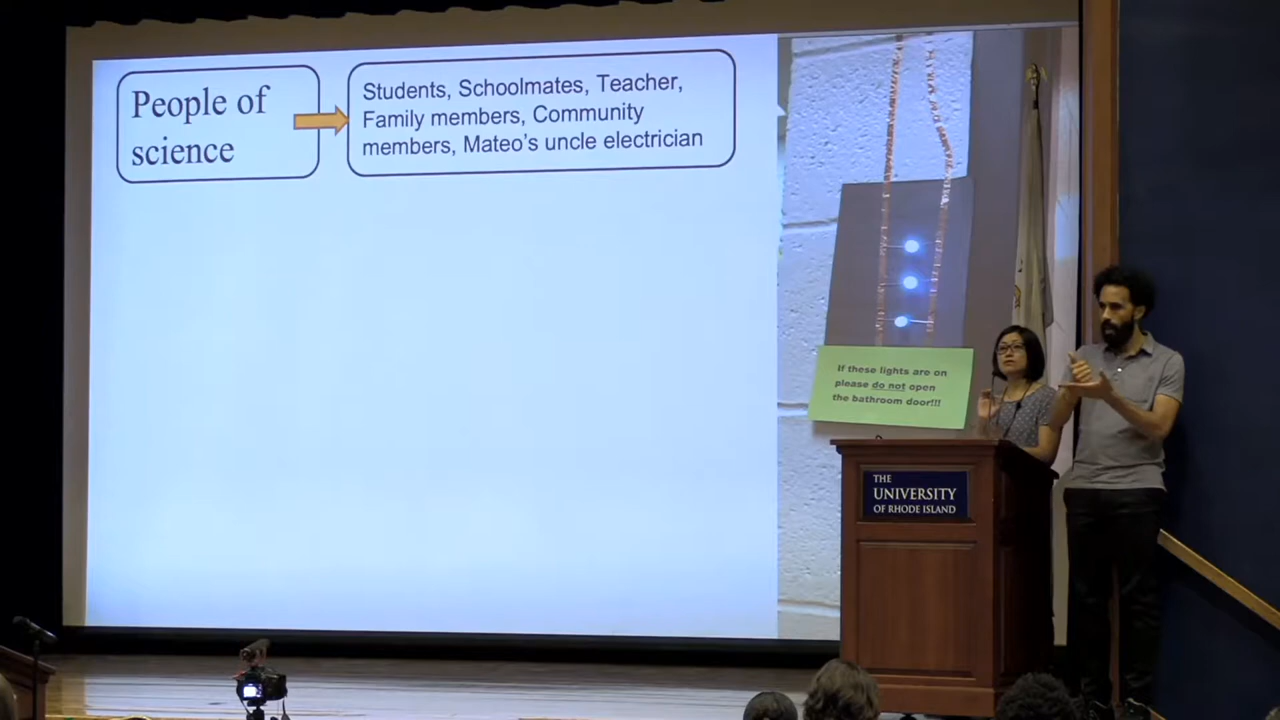 People of
science
Students, Schoolmates, Teacher,
Family members, Community
members, Mateo's uncle electrician
If these lights are on
please do not open
the bathroom door!!!
THE
UNIVERSITY
OF RHODE ISLAND